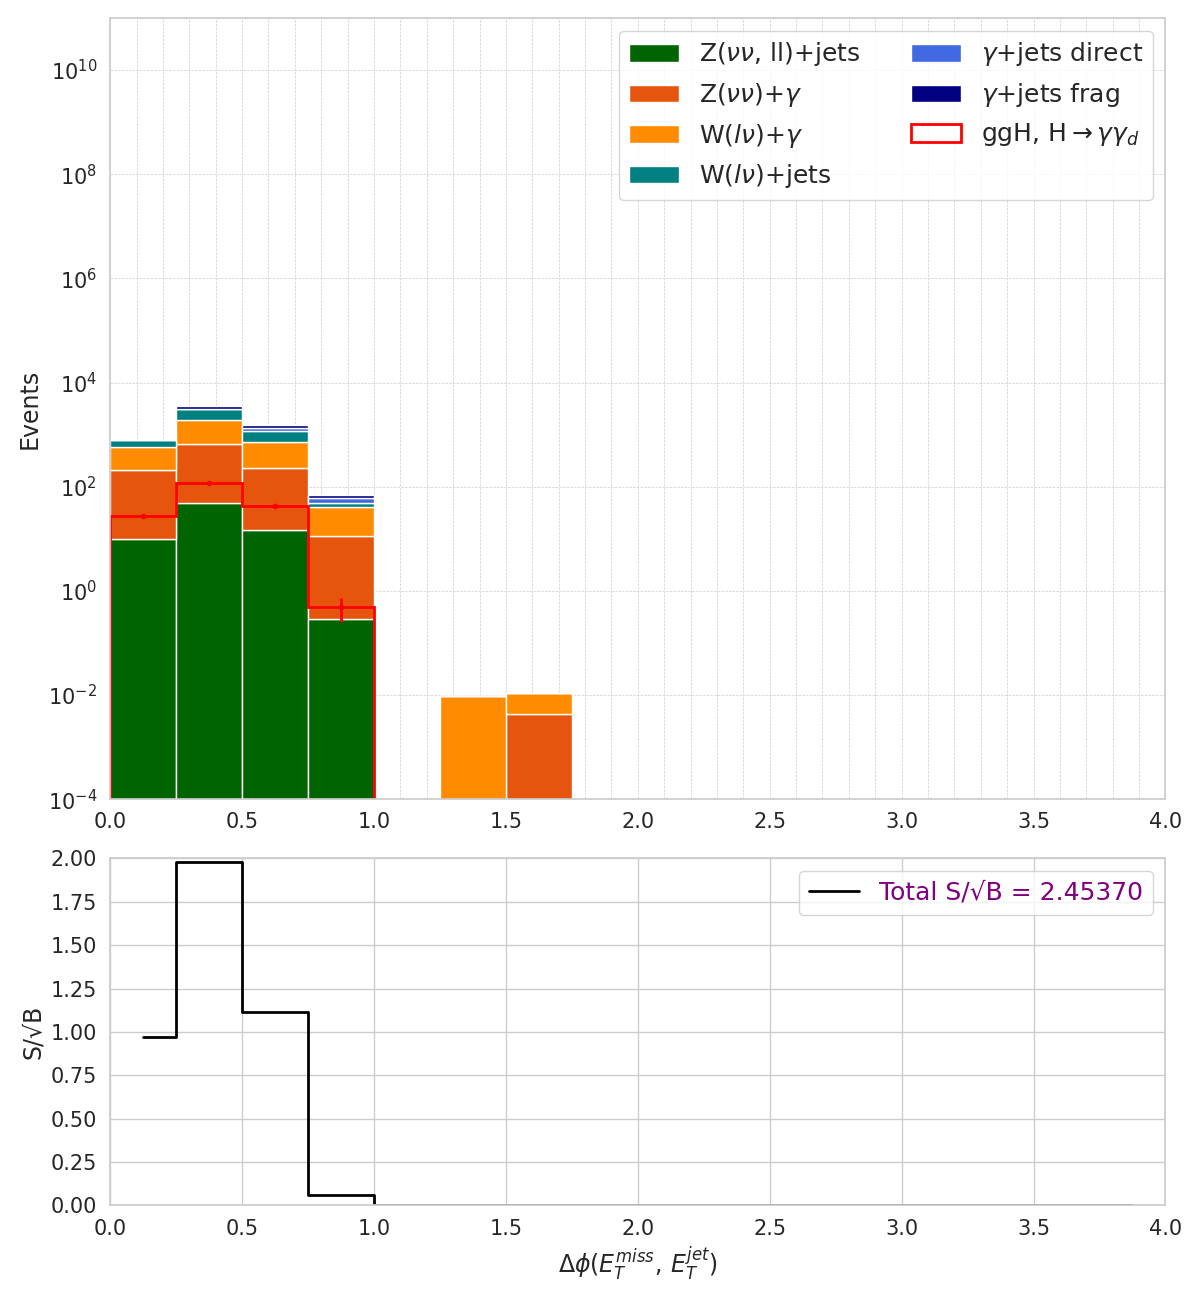 Z(νν, ll)+jets
Z(νν)+γ
W(lν)+γ
W(lν)+jets
γ+jets direct
γ+jets frag
ggH, H→γγ_d
Events
10^10
10^8
10^6
10^4
10^2
10^0
10^−2
10^−4
0.0 0.5 1.0 1.5 2.0 2.5 3.0 3.5 4.0
Total S/√B = 2.45370
S/√B
2.00
1.75
1.50
1.25
1.00
0.75
0.50
0.25
0.00
0.0 0.5 1.0 1.5 2.0 2.5 3.0 3.5 4.0
Δϕ(E_T^miss, E_T^jet)